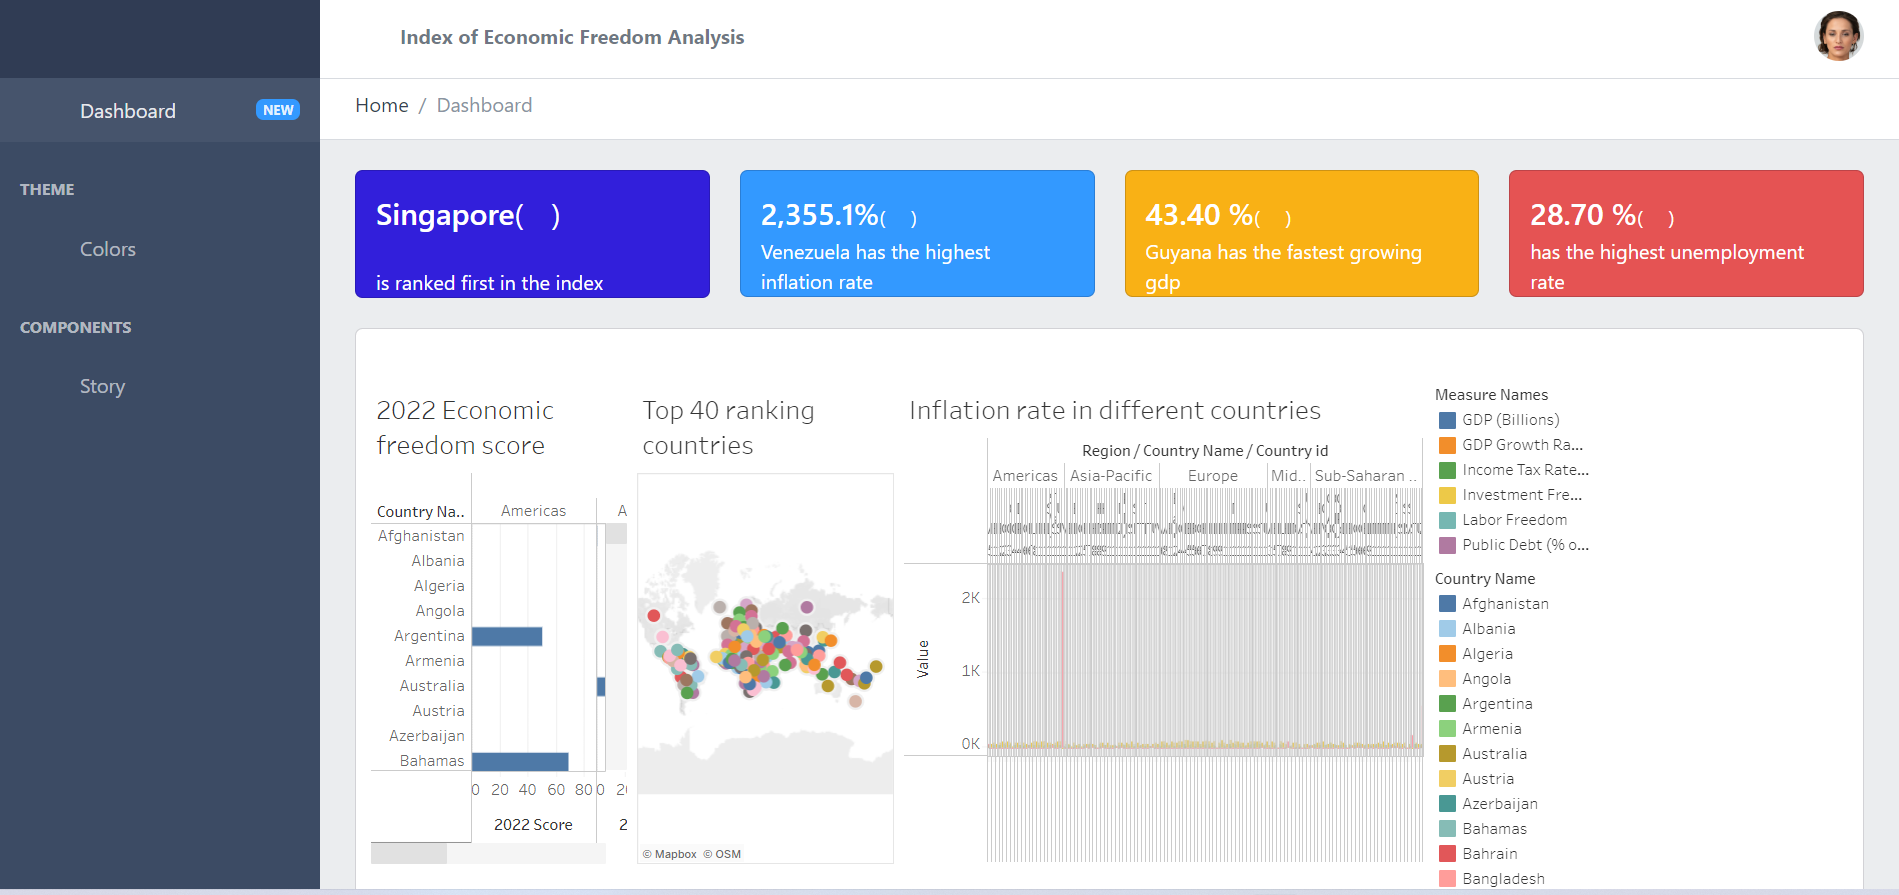 Index of Economic Freedom Analysis
Dashboard
NEW
THEME
Colors
COMPONENTS
Story
Home / Dashboard
Singapore( )
is ranked first in the index
2,355.1%( )
Venezuela has the highest
inflation rate
43.40 %( )
Guyana has the fastest growing
gdp
28.70 %( )
has the highest unemployment
rate
2022 Economic
freedom score
Country Na..
Americas
A
Afghanistan
Albania
Algeria
Angola
Argentina
Armenia
Australia
Austria
Azerbaijan
Bahamas
0 20 40 60 80 0 20
2022 Score
2
Top 40 ranking
countries
© Mapbox © OSM
Inflation rate in different countries
Region / Country Name / Country id
Americas Asia-Pacific Europe Mid.. Sub-Saharan ..
Value
2K
1K
0K
Measure Names
GDP (Billions)
GDP Growth Ra...
Income Tax Rate...
Investment Fre...
Labor Freedom
Public Debt (% o...
Country Name
Afghanistan
Albania
Algeria
Angola
Argentina
Armenia
Australia
Austria
Azerbaijan
Bahamas
Bahrain
Bangladesh